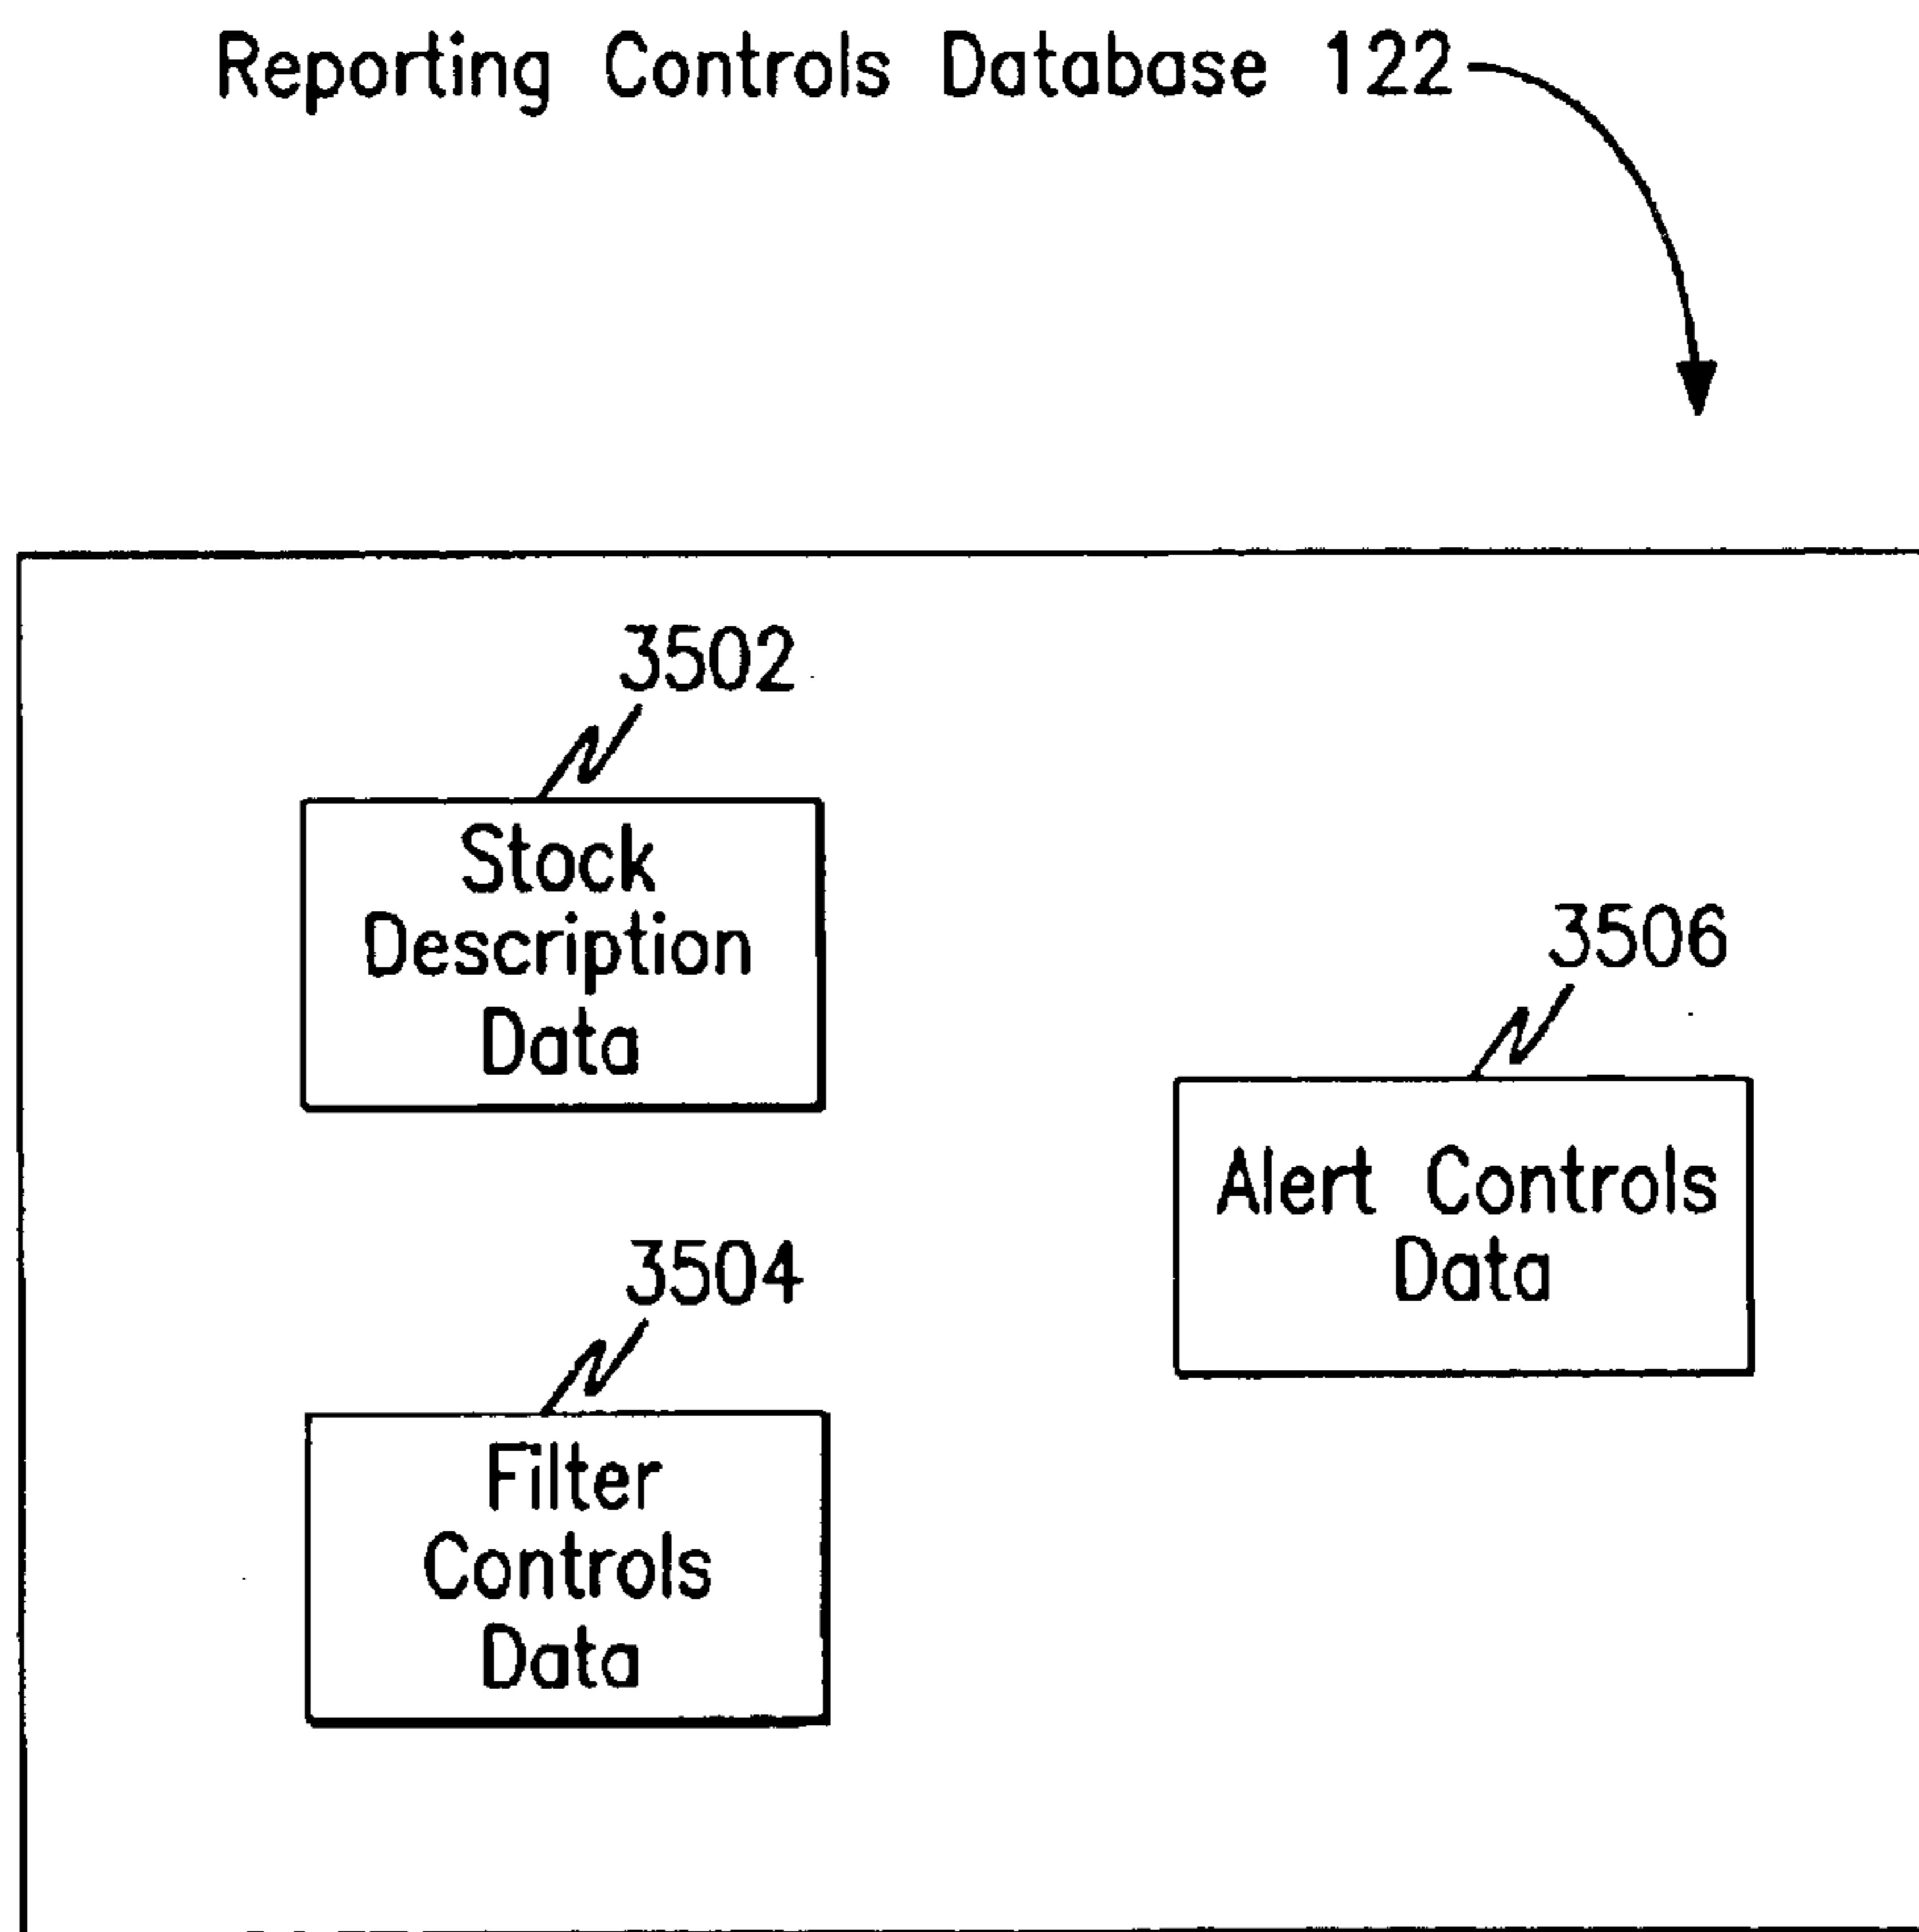 Reporting Controls Database 122
3502
Stock
Description
Data
3506
Alert Controls
Data
3504
Filter
Controls
Data